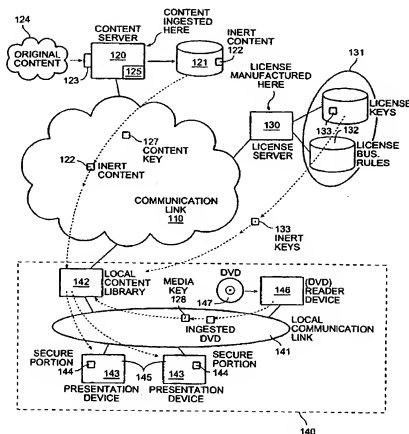 124
ORIGINAL
CONTENT
123
CONTENT
SERVER
120
125
CONTENT
INGESTED
HERE
121
INERT
CONTENT
122
LICENSE
MANUFACTURED
HERE
130
LICENSE
SERVER
131
LICENSE
KEYS
133
132
LICENSE
BUS.
RULES
127
CONTENT
KEY
122
INERT
CONTENT
COMMUNICATION
LINK
110
133
INERT
KEYS
142
LOCAL
CONTENT
LIBRARY
MEDIA
KEY
128
DVD
147
INGESTED
DVD
146
(DVD)
READER
DEVICE
LOCAL
COMMUNICATION
LINK
141
SECURE
PORTION
144
143
PRESENTATION
DEVICE
145
SECURE
PORTION
144
143
PRESENTATION
DEVICE
140